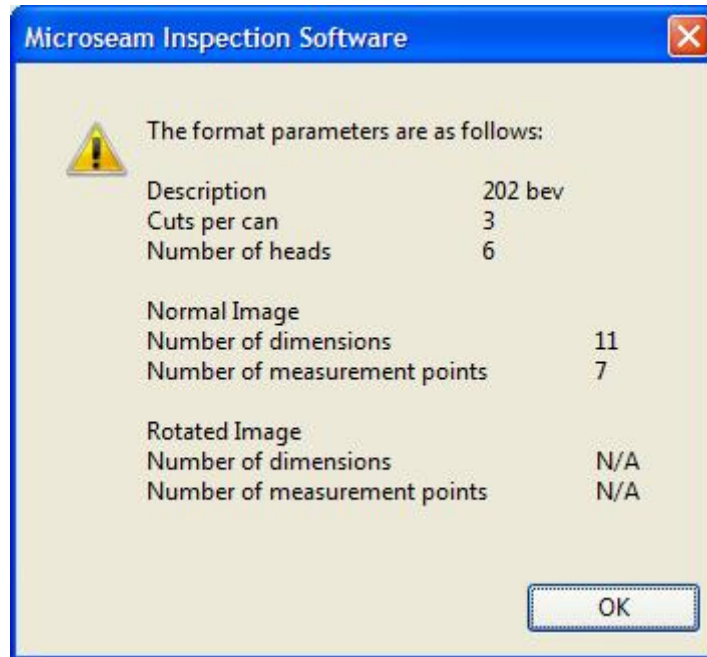 Microseam Inspection Software
The format parameters are as follows:
Description 202 bev
Cuts per can 3
Number of heads 6
Normal Image
Number of dimensions 11
Number of measurement points 7
Rotated Image
Number of dimensions N/A
Number of measurement points N/A
OK